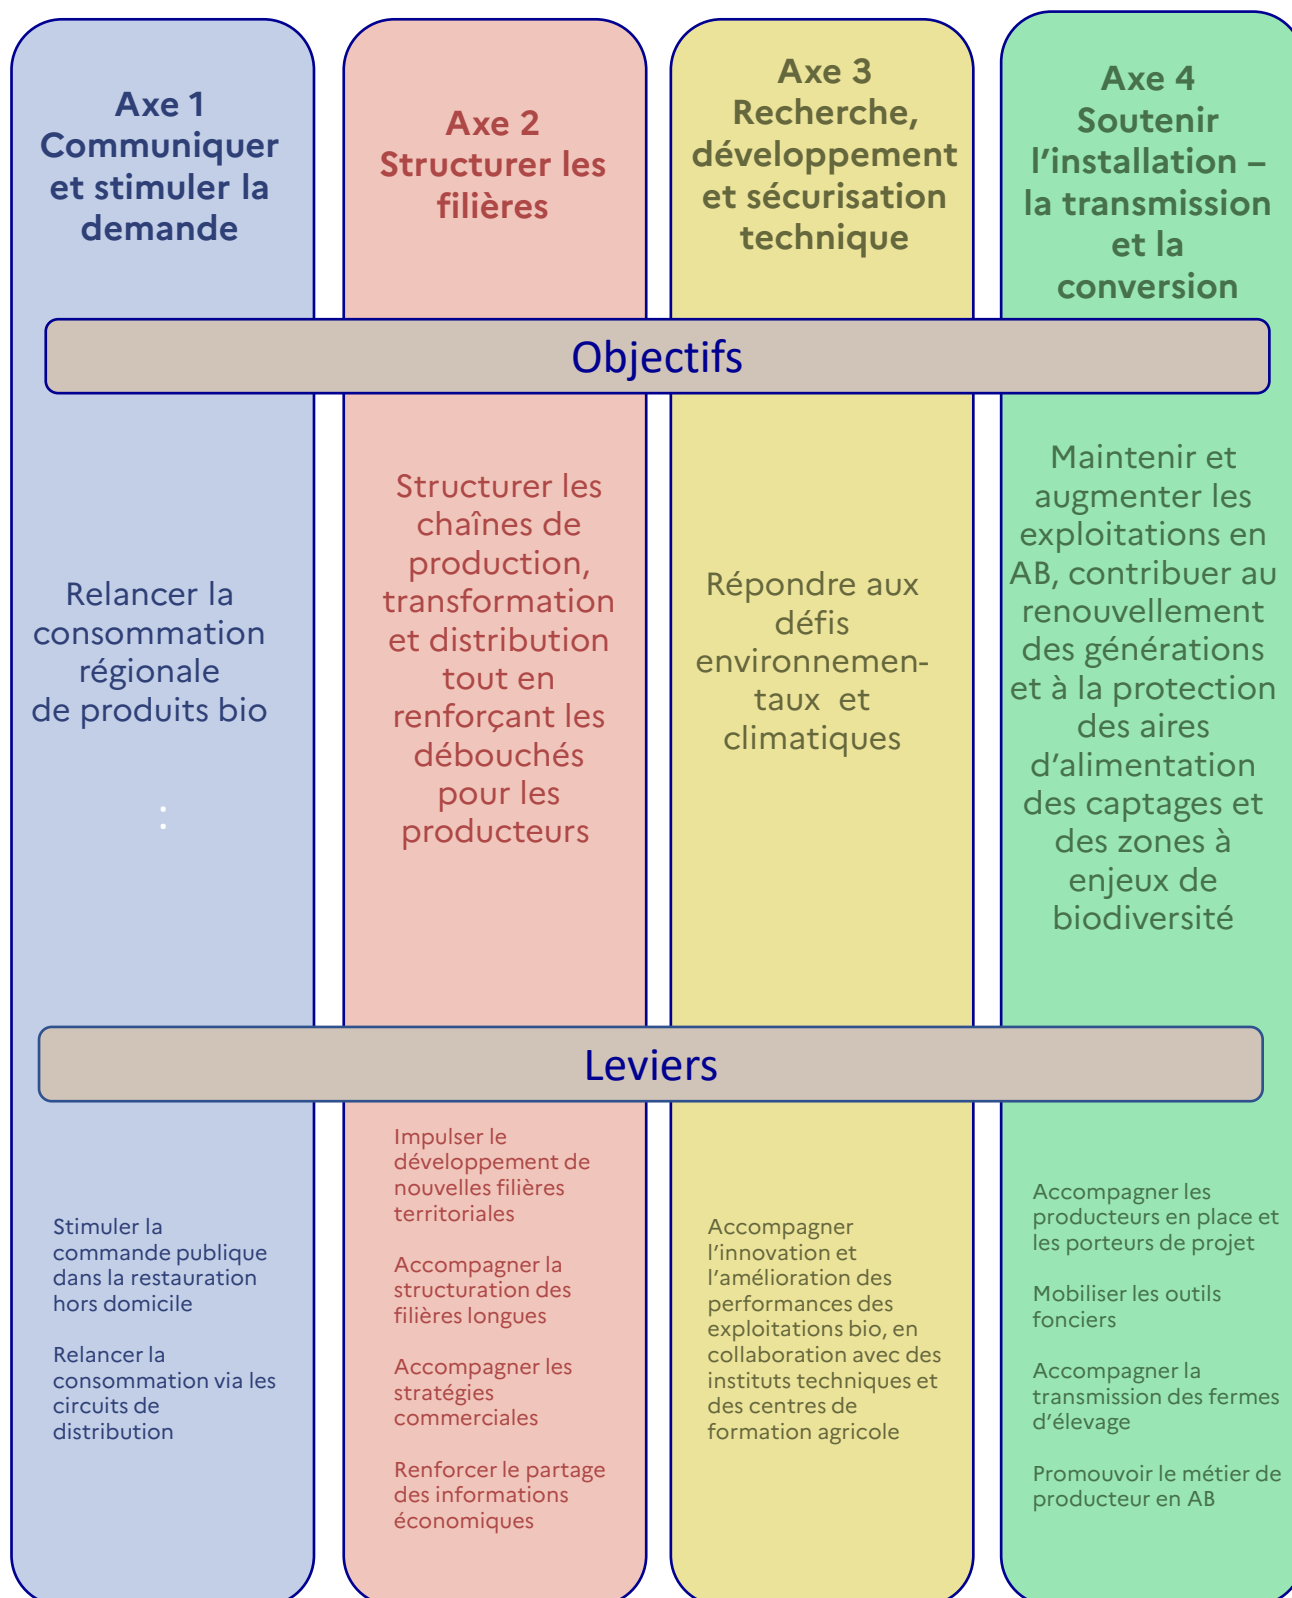 Axe 1
Communiquer
et stimuler la
demande
Axe 2
Structurer les
filières
Axe 3
Recherche,
développement
et sécurisation
technique
Axe 4
Soutenir
l’installation –
la transmission
et la
conversion
Objectifs
Relancer la
consommation
régionale
de produits bio
:
Structurer les
chaînes de
production,
transformation
et distribution
tout en
renforçant les
débouchés
pour les
producteurs
Répondre aux
défis
environnemen-
taux et
climatiques
Maintenir et
augmenter les
exploitations en
AB, contribuer au
renouvellement
des générations
et à la protection
des aires
d’alimentation
des captages et
des zones à
enjeux de
biodiversité
Leviers
Stimuler la
commande publique
dans la restauration
hors domicile
Relancer la
consommation via les
circuits de
distribution
Impulser le
développement de
nouvelles filières
territoriales
Accompagner la
structuration des
filières longues
Accompagner les
stratégies
commerciales
Renforcer le partage
des informations
économiques
Accompagner
l’innovation et
l’amélioration des
performances des
exploitations bio, en
collaboration avec des
instituts techniques et
des centres de
formation agricole
Accompagner les
producteurs en place et
les porteurs de projet
Mobiliser les outils
fonciers
Accompagner la
transmission des fermes
d’élevage
Promouvoir le métier de
producteur en AB